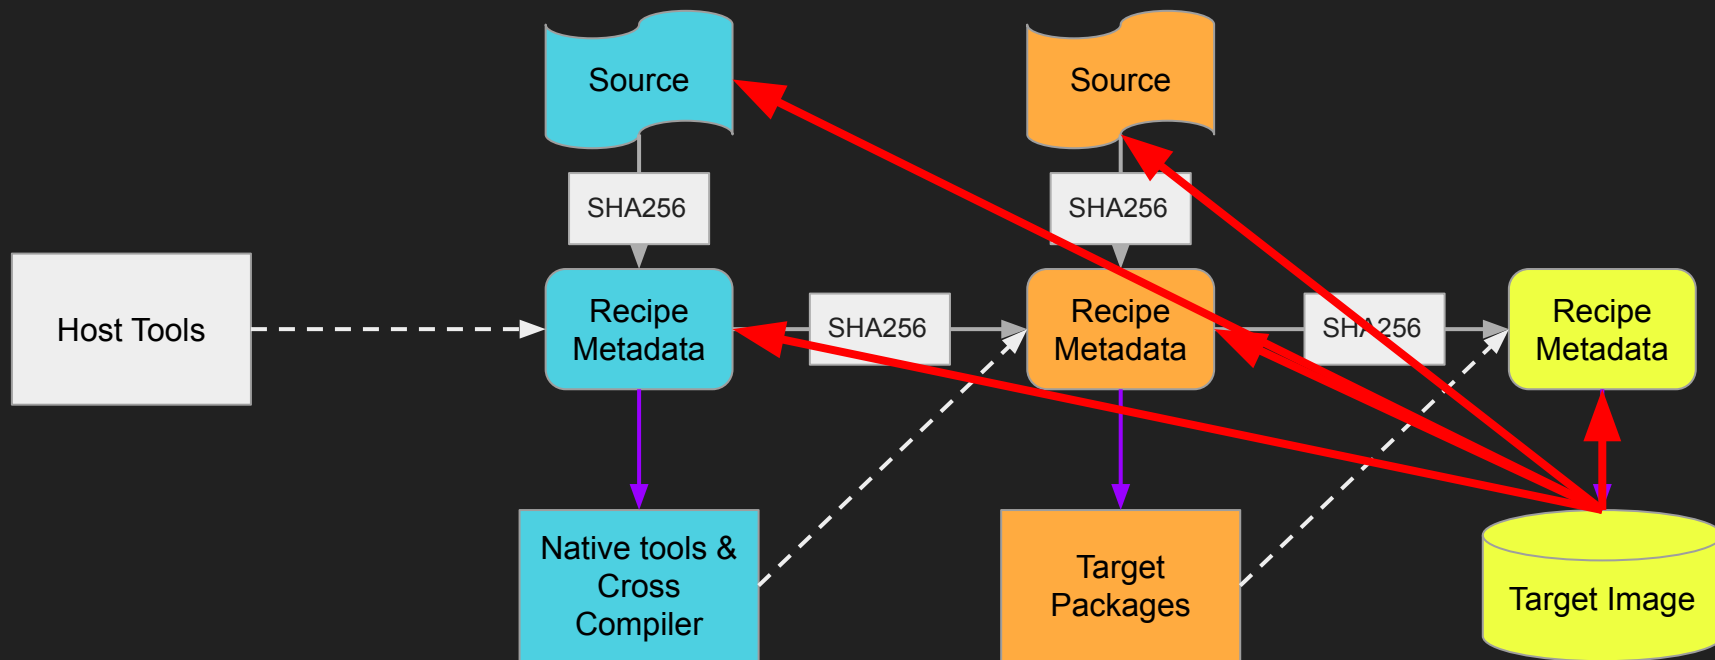 Source
Source
SHA256
SHA256
Host Tools
Recipe
Metadata
SHA256
Recipe
Metadata
SHA256
Recipe
Metadata
Native tools &
Cross
Compiler
Target
Packages
Target Image